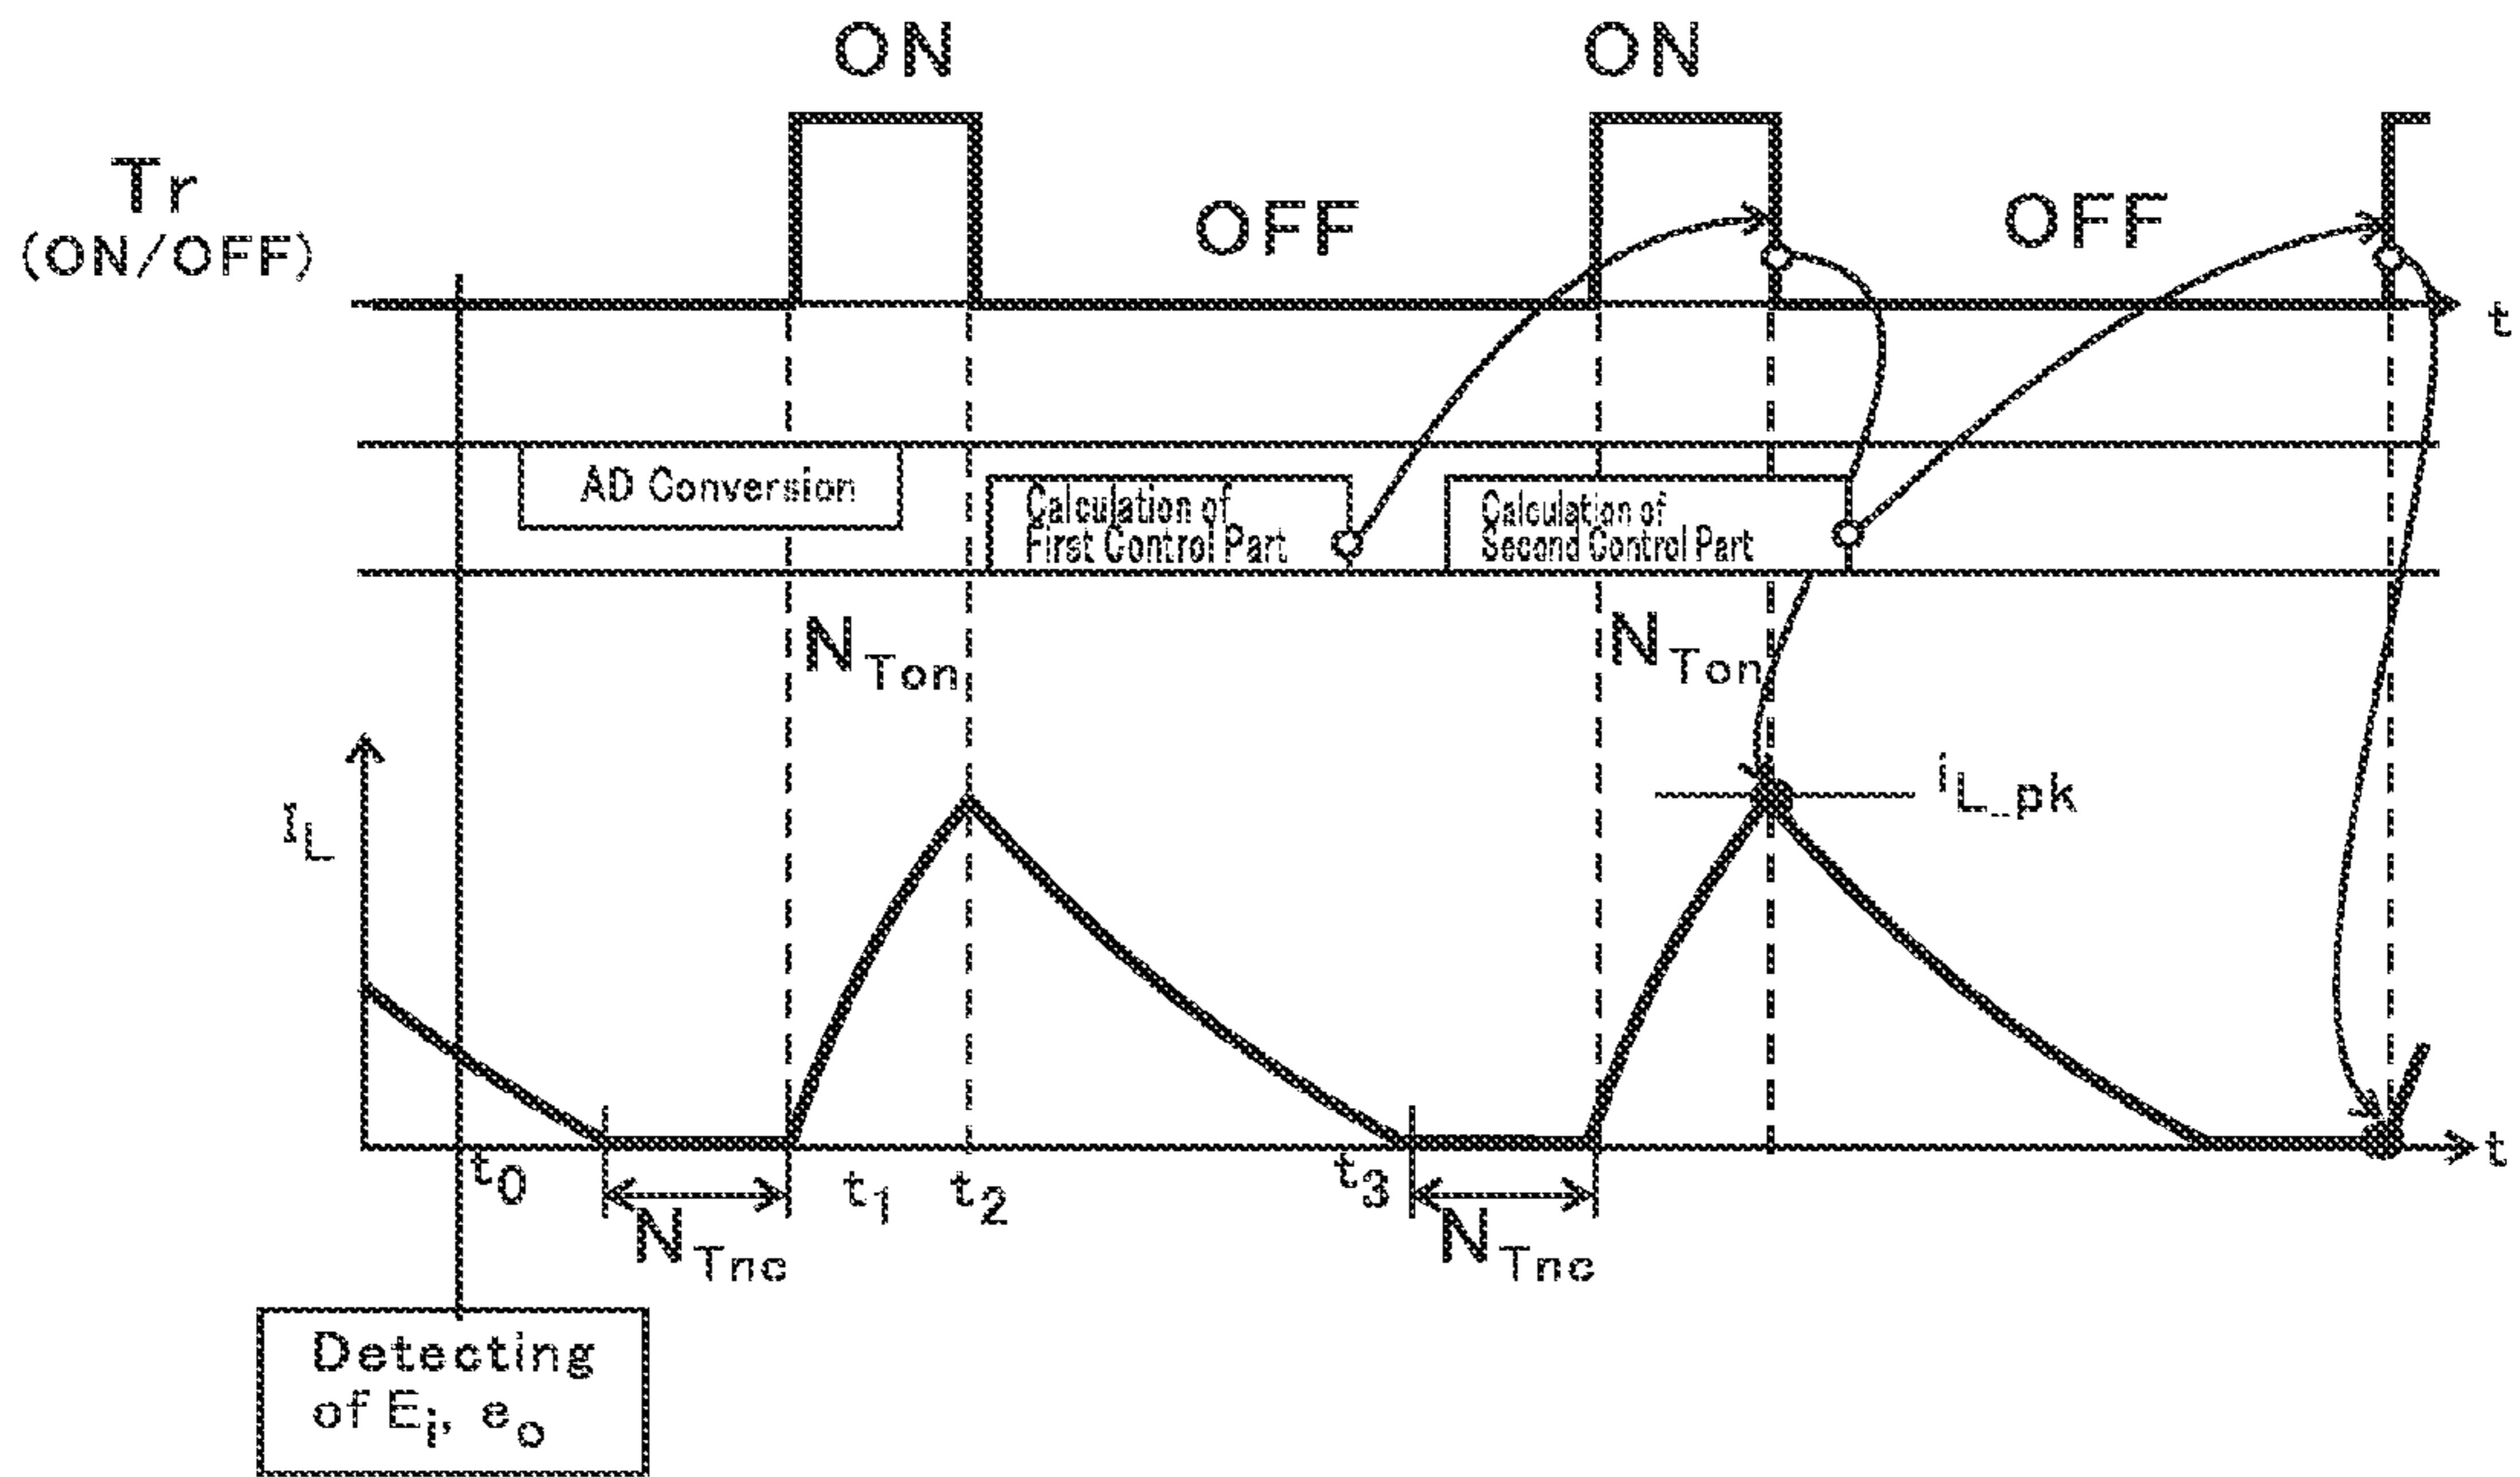 ON
ON
Tr
(ON/OFF)
OFF
OFF
t
AD Conversion
Calculation of
First Control Part
Calculation of
Second Control Part
NTon
NTon
iL
iL_pk
t0
t1
t2
t3
t
NTnc
NTnc
Detecting
of Ei, eo